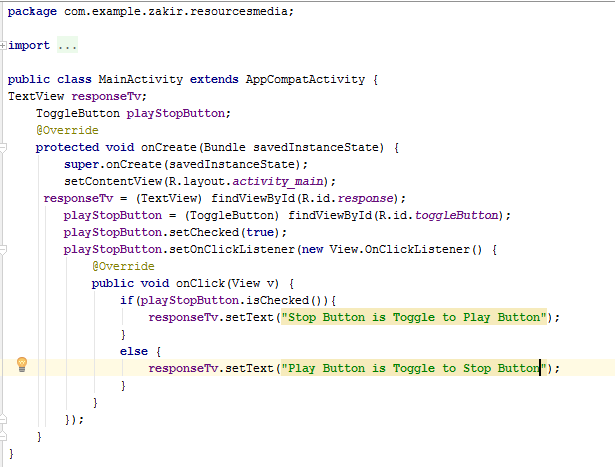 package com.example.zakir.resourcesmedia;
import ...
public class MainActivity extends AppCompatActivity {
TextView responseTv;
    ToggleButton playStopButton;
    @Override
    protected void onCreate(Bundle savedInstanceState) {
        super.onCreate(savedInstanceState);
        setContentView(R.layout.activity_main);
     responseTv = (TextView) findViewById(R.id.response);
        playStopButton = (ToggleButton) findViewById(R.id.toggleButton);
        playStopButton.setChecked(true);
        playStopButton.setOnClickListener(new View.OnClickListener() {
            @Override
            public void onClick(View v) {
                if(playStopButton.isChecked()){
                    responseTv.setText("Stop Button is Toggle to Play Button");
                }
                else {
                    responseTv.setText("Play Button is Toggle to Stop Button");
                }
            }
        });
    }
}